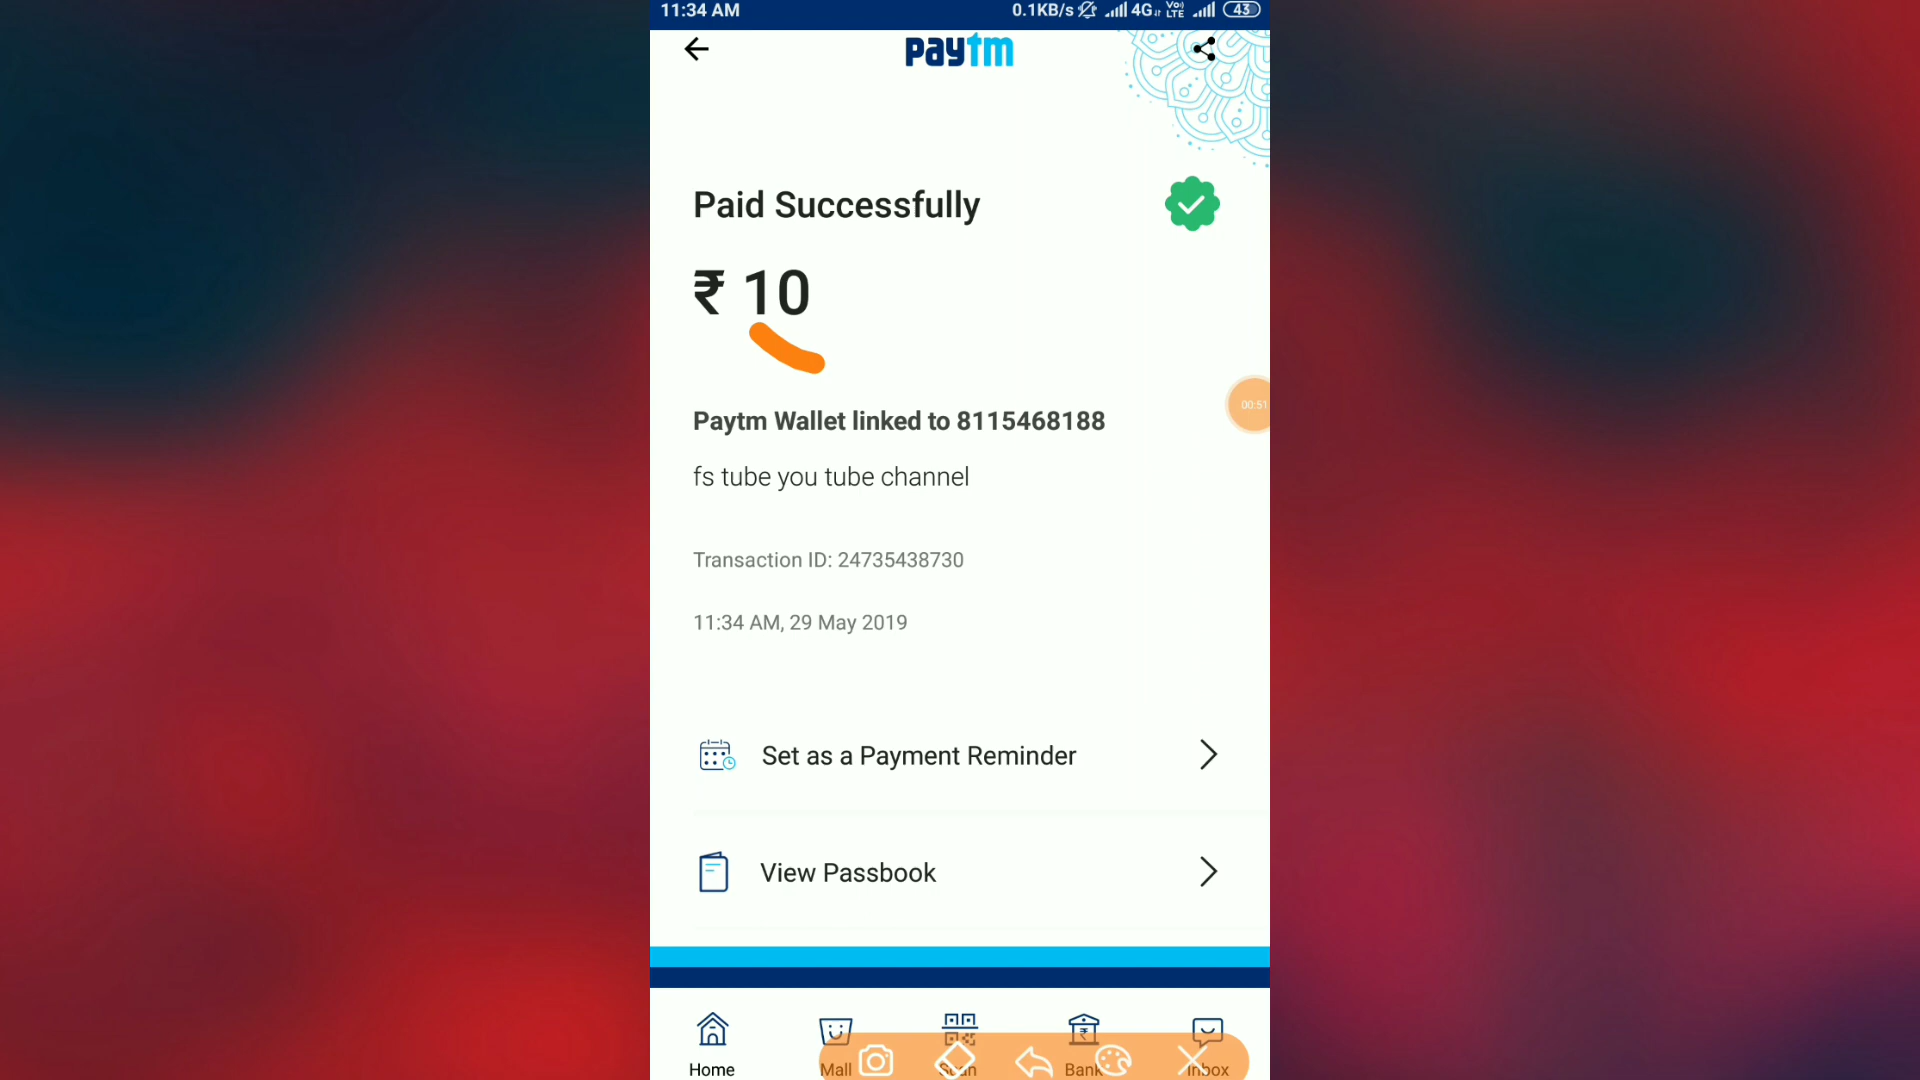 11:34 AM 0.1KB/s 4G VoLTE 43
paytm
Paid Successfully
₹ 10
00:51
Paytm Wallet linked to 8115468188
fs tube you tube channel
Transaction ID: 24735438730
11:34 AM, 29 May 2019
Set as a Payment Reminder
View Passbook
Home Mall Scan Bank Inbox